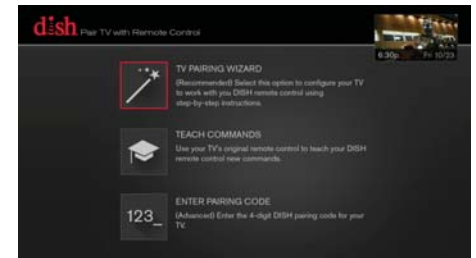 dish Pair TV with Remote Control
6:30p Fri 10/23
TV PAIRING WIZARD
(Recommended) Select this option to configure your TV
to work with you DISH remote control using
step-by-step instructions.
TEACH COMMANDS
Use your TV's original remote control to teach your DISH
remote control new commands.
123_
ENTER PAIRING CODE
(Advanced) Enter the 4-digit DISH pairing code for your
TV.